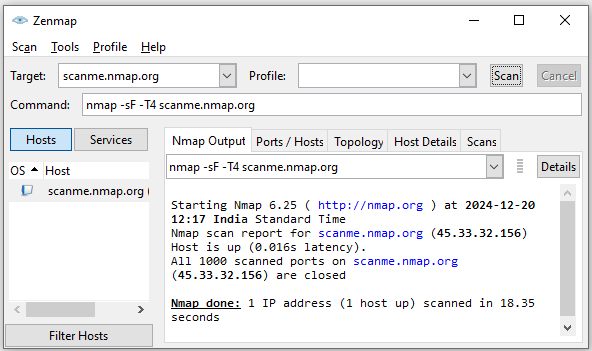 Zenmap
Scan Tools Profile Help
Target: scanme.nmap.org Profile: Scan Cancel
Command: nmap -sF -T4 scanme.nmap.org
Hosts Services
Nmap Output Ports / Hosts Topology Host Details Scans
OS Host
scanme.nmap.org (
nmap -sF -T4 scanme.nmap.org Details
Starting Nmap 6.25 ( http://nmap.org ) at 2024-12-20
12:17 India Standard Time
Nmap scan report for scanme.nmap.org (45.33.32.156)
Host is up (0.016s latency).
All 1000 scanned ports on scanme.nmap.org
(45.33.32.156) are closed
Nmap done: 1 IP address (1 host up) scanned in 18.35
seconds
Filter Hosts